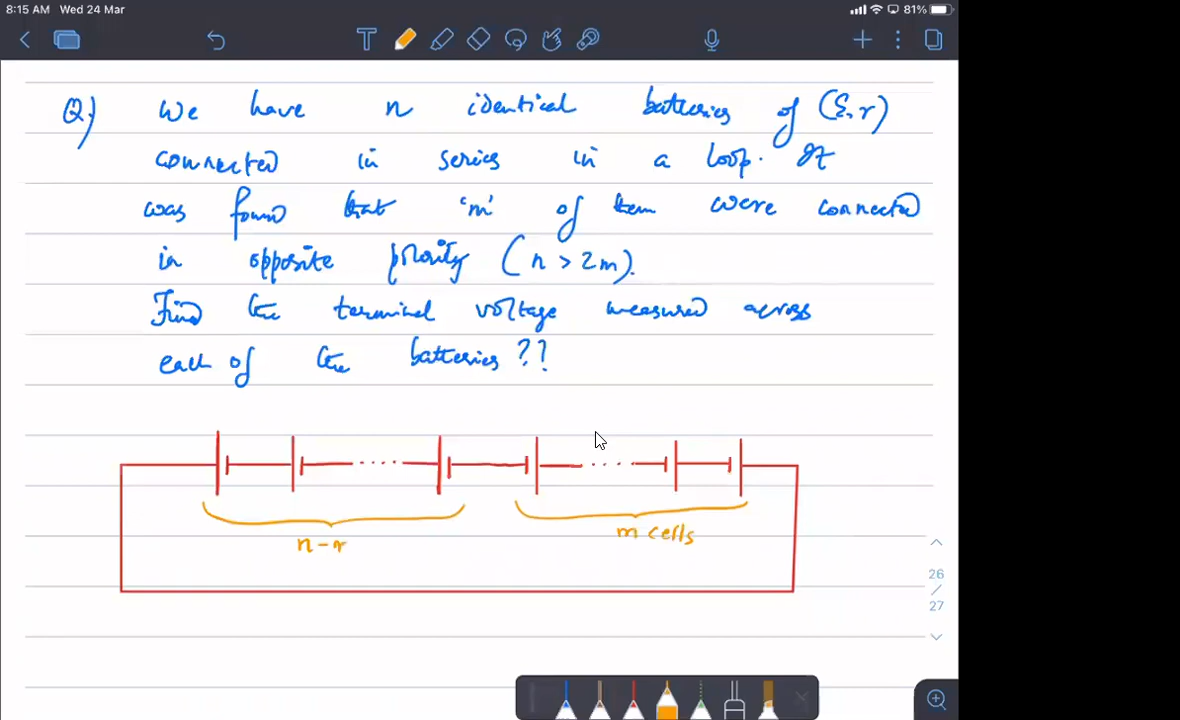 8:15 AM Wed 24 Mar
81%
Q) We have n identical batteries of (ξ, r)
connected in series in a loop. It
was found that 'm' of them were connected
in opposite polarity (n > 2m).
Find the terminal voltage measured across
each of the batteries ??
n-
m cells
26
/
27